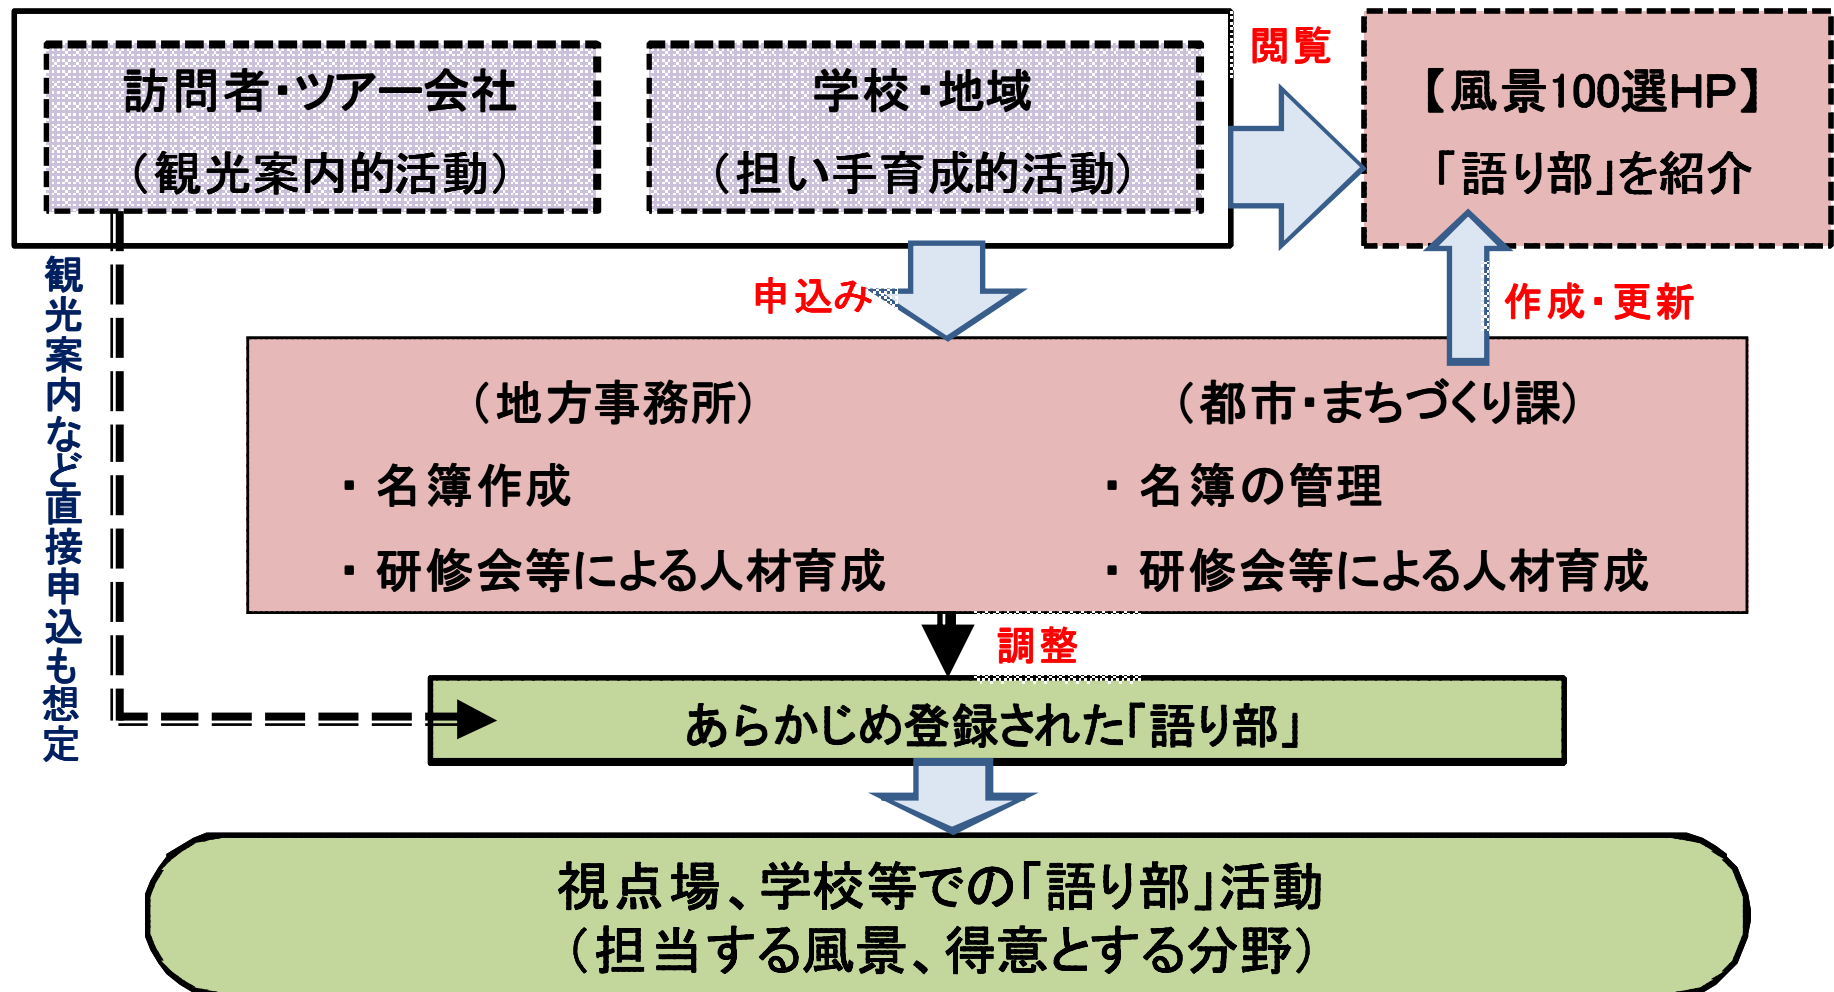 訪問者・ツアー会社
（観光案内的活動）
学校・地域
（担い手育成的活動）
閲覧
【風景100選HP】
「語り部」を紹介
申込み
作成・更新
観光案内など直接申込も想定
（地方事務所）
・名簿作成
・研修会等による人材育成
（都市・まちづくり課）
・名簿の管理
・研修会等による人材育成
調整
あらかじめ登録された「語り部」
視点場、学校等での「語り部」活動
（担当する風景、得意とする分野）